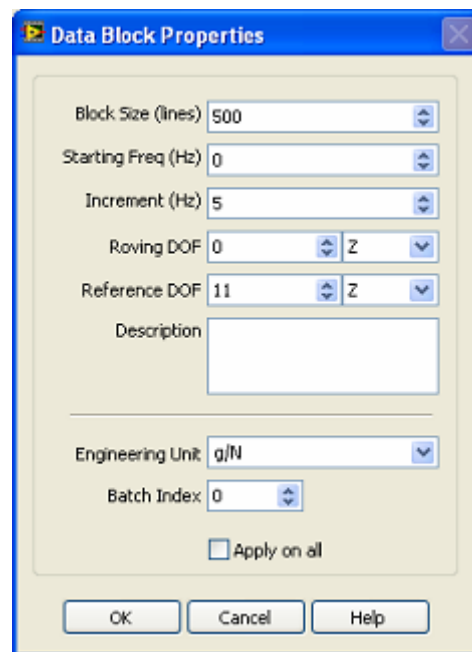 Data Block Properties
Block Size (lines) 500
Starting Freq (Hz) 0
Increment (Hz) 5
Roving DOF 0 Z
Reference DOF 11 Z
Description
Engineering Unit g/N
Batch Index 0
Apply on all
OK Cancel Help